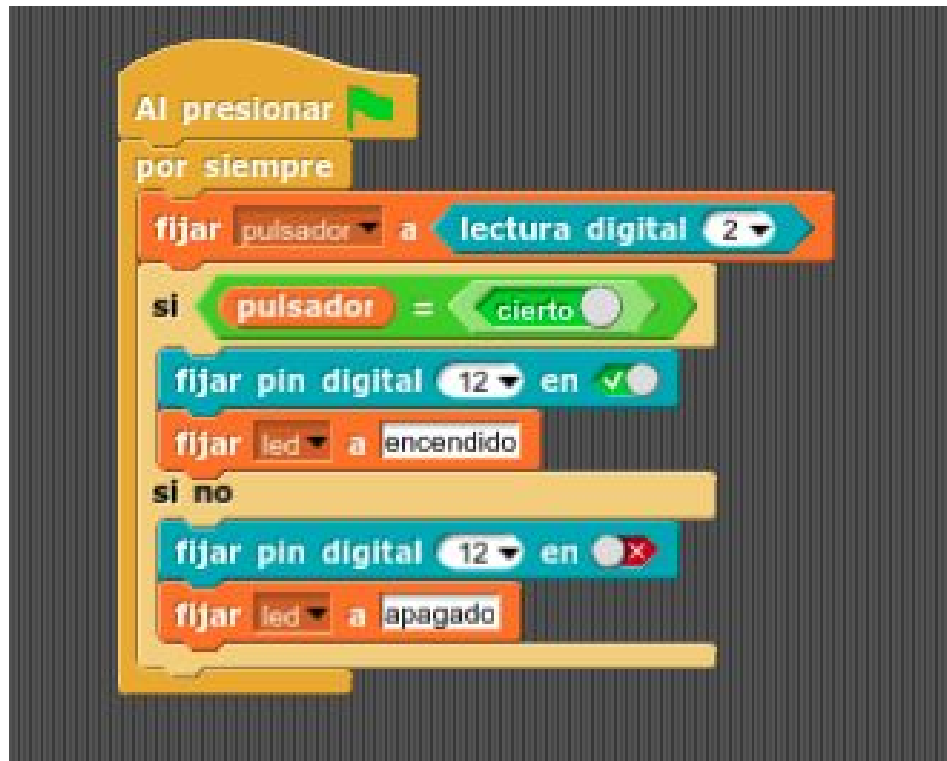 Al presionar
por siempre
fijar pulsador a lectura digital 2
si pulsador = cierto
fijar pin digital 12 en
fijar led a encendido
si no
fijar pin digital 12 en
fijar led a apagado